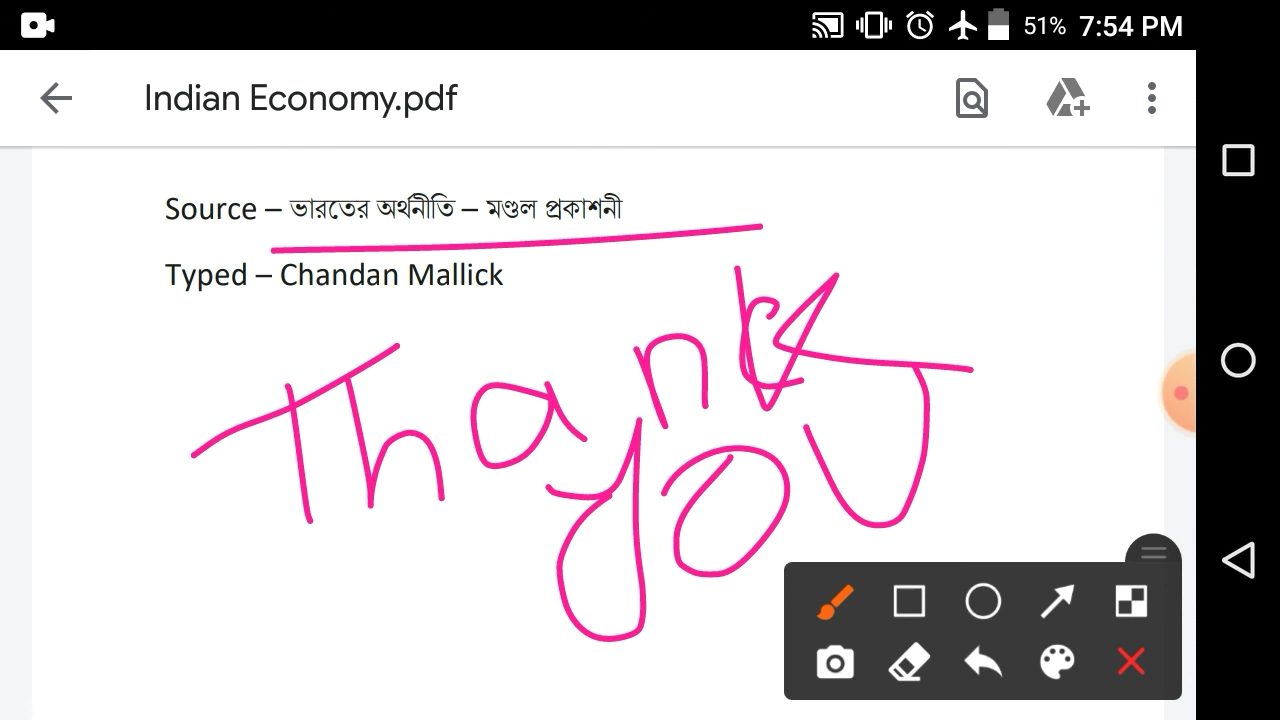 51% 7:54 PM
Indian Economy.pdf
Source – ভারতের অর্থনীতি – মণ্ডল প্রকাশনী
Typed – Chandan Mallick
Thank
you